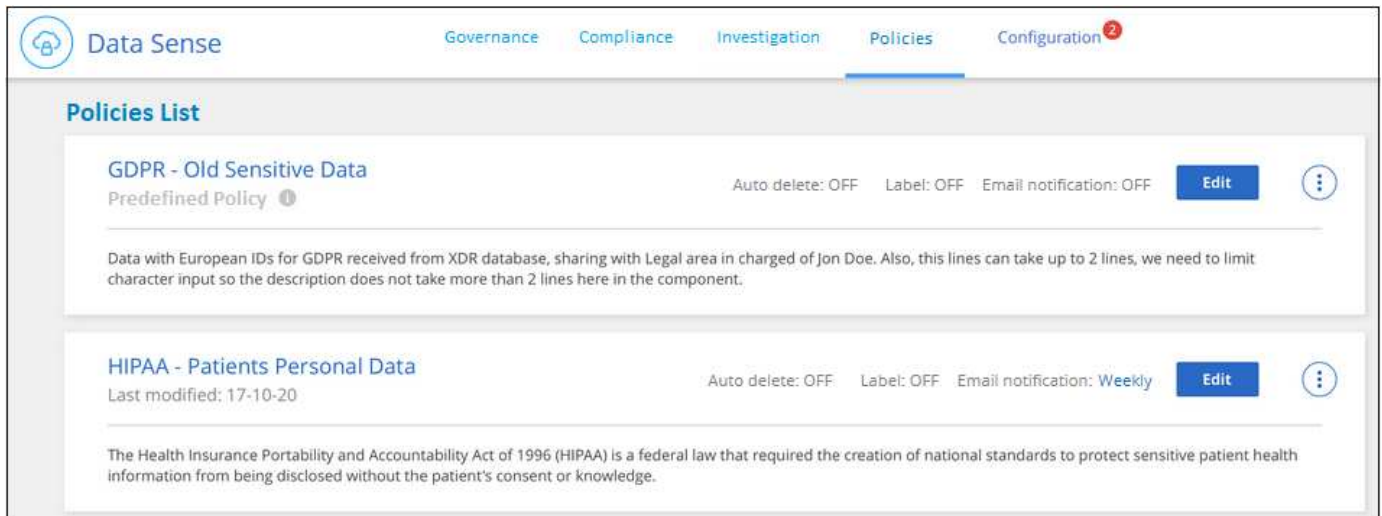 Data Sense
Governance Compliance Investigation Policies Configuration 2
Policies List
GDPR - Old Sensitive Data
Predefined Policy i
Auto delete: OFF Label: OFF Email notification: OFF Edit
Data with European IDs for GDPR received from XDR database, sharing with Legal area in charged of Jon Doe. Also, this lines can take up to 2 lines, we need to limit
character input so the description does not take more than 2 lines here in the component.
HIPAA - Patients Personal Data
Last modified: 17-10-20
Auto delete: OFF Label: OFF Email notification: Weekly Edit
The Health Insurance Portability and Accountability Act of 1996 (HIPAA) is a federal law that required the creation of national standards to protect sensitive patient health
information from being disclosed without the patient's consent or knowledge.